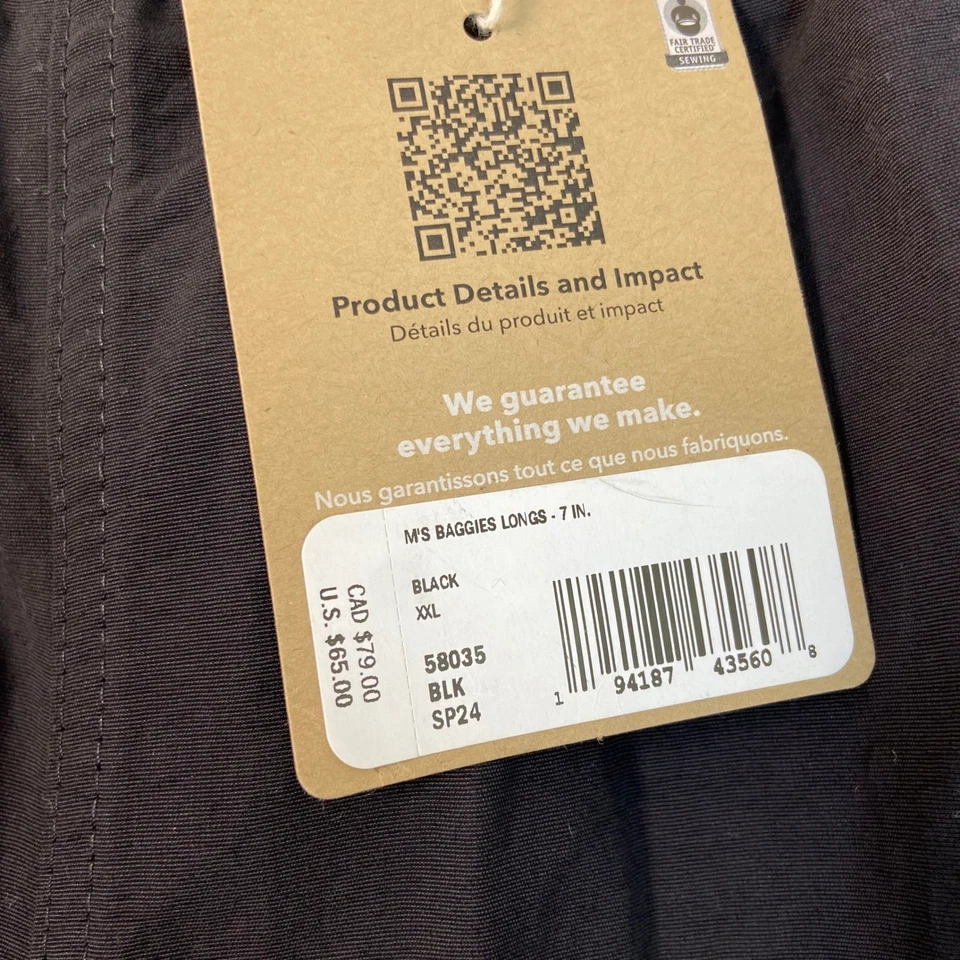 FAIR TRADE
CERTIFIED
SEWING
Product Details and Impact
Détails du produit et impact
We guarantee
everything we make.
Nous garantissons tout ce que nous fabriquons.
M'S BAGGIES LONGS - 7 IN.
BLACK
XXL
58035
BLK
SP24
CAD $79.00
U.S. $65.00
1 94187 43560 8